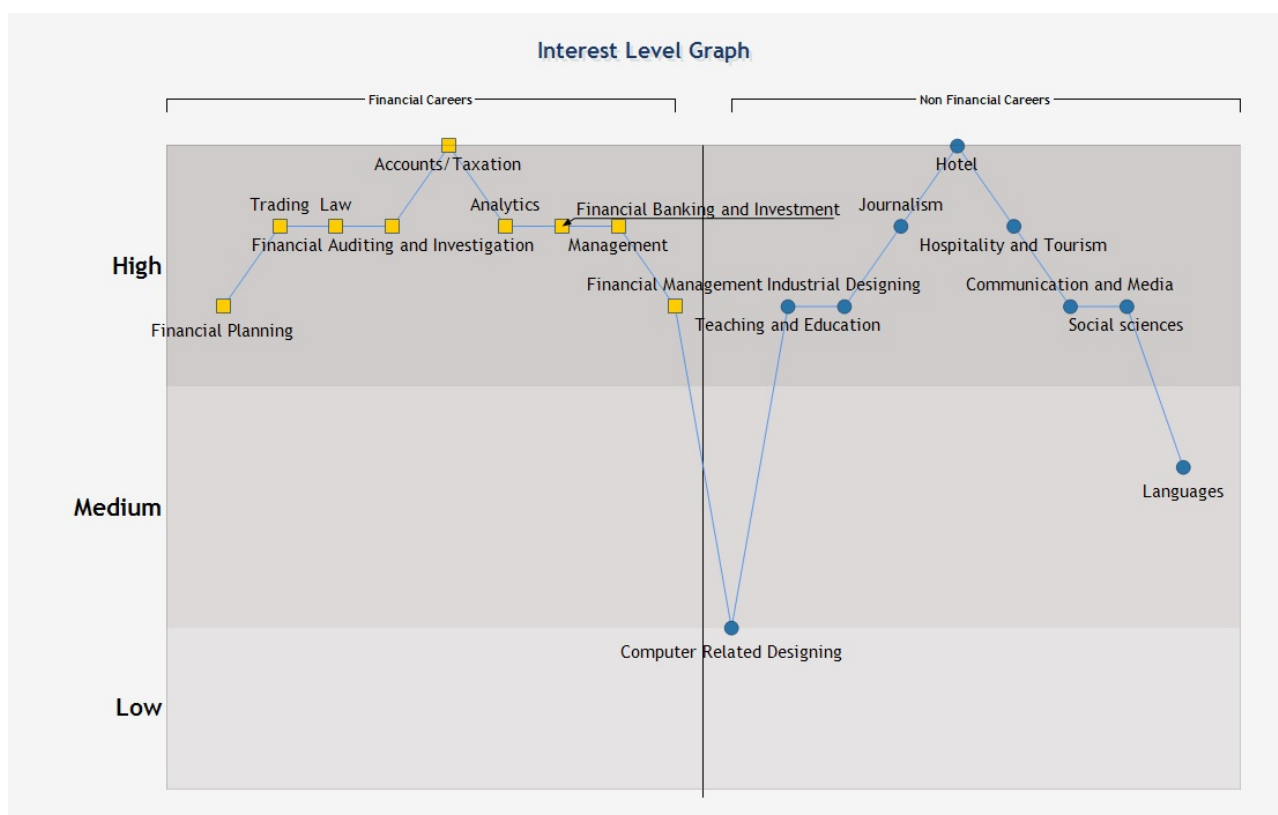 Interest Level Graph
Financial Careers
Non Financial Careers
Accounts/Taxation
Hotel
Trading Law
Analytics
Financial Banking and Investment
Journalism
Financial Auditing and Investigation
Management
Hospitality and Tourism
High
Financial Management
Industrial Designing
Communication and Media
Financial Planning
Teaching and Education
Social sciences
Languages
Medium
Computer Related Designing
Low